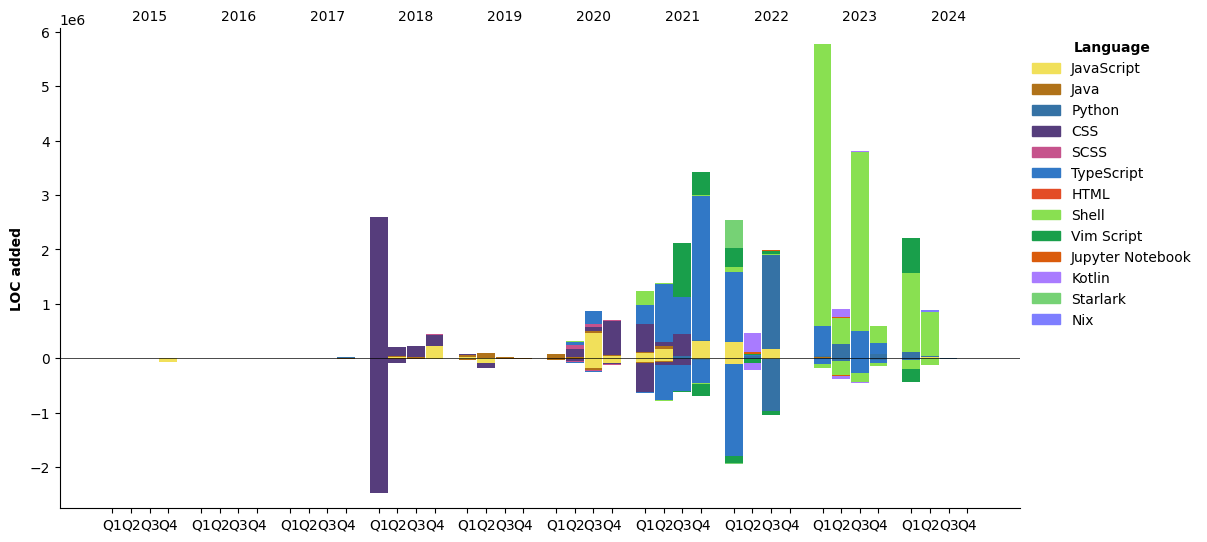 1e6
2015 2016 2017 2018 2019 2020 2021 2022 2023 2024
6
5
4
3
2
1
0
−1
−2
LOC added
Q1Q2Q3Q4 Q1Q2Q3Q4 Q1Q2Q3Q4 Q1Q2Q3Q4 Q1Q2Q3Q4 Q1Q2Q3Q4 Q1Q2Q3Q4 Q1Q2Q3Q4 Q1Q2Q3Q4 Q1Q2Q3Q4
Language
JavaScript
Java
Python
CSS
SCSS
TypeScript
HTML
Shell
Vim Script
Jupyter Notebook
Kotlin
Starlark
Nix